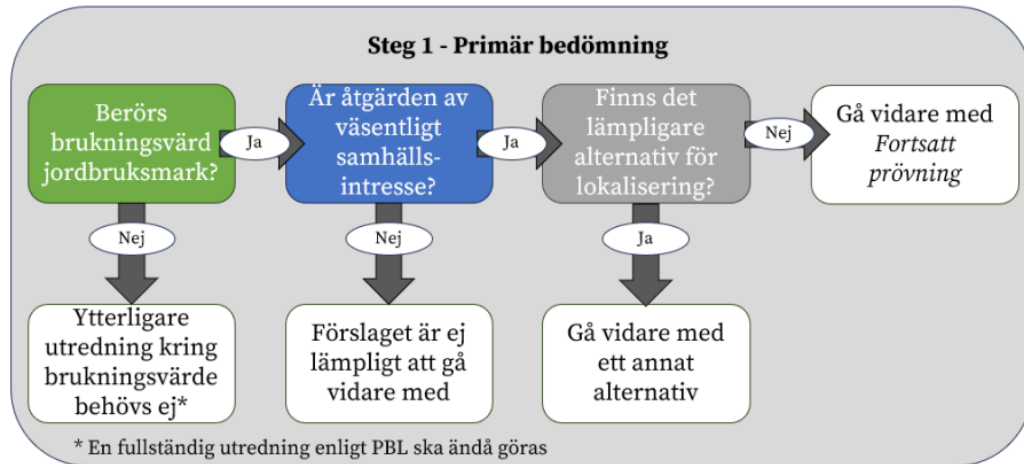 Steg 1 - Primär bedömning
Berörs
brukningsvärd
jordbruksmark?
Ja
Är åtgärden av
väsentligt
samhälls-
intresse?
Ja
Finns det
lämpligare
alternativ för
lokalisering?
Nej
Gå vidare med
Fortsatt
prövning
Nej
Nej
Ja
Ytterligare
utredning kring
brukningsvärde
behövs ej*
Förslaget är ej
lämpligt att gå
vidare med
Gå vidare med
ett annat
alternativ
* En fullständig utredning enligt PBL ska ändå göras